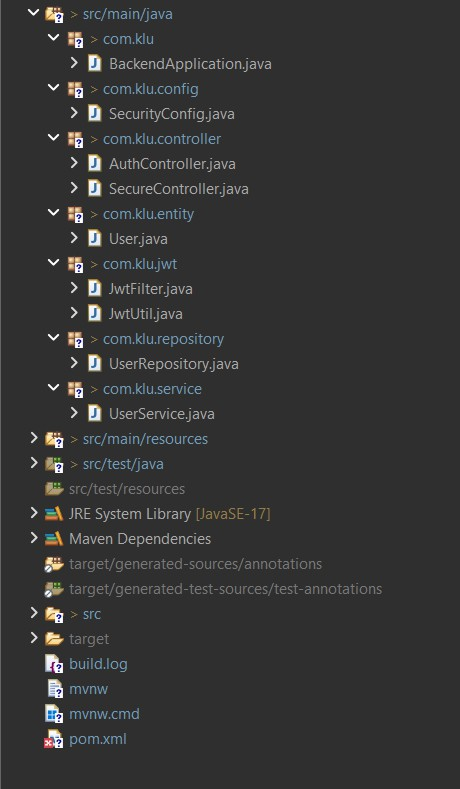 > src/main/java
> com.klu
BackendApplication.java
> com.klu.config
SecurityConfig.java
> com.klu.controller
AuthController.java
SecureController.java
> com.klu.entity
User.java
> com.klu.jwt
JwtFilter.java
JwtUtil.java
> com.klu.repository
UserRepository.java
> com.klu.service
UserService.java
> src/main/resources
> src/test/java
src/test/resources
JRE System Library [JavaSE-17]
Maven Dependencies
target/generated-sources/annotations
target/generated-test-sources/test-annotations
> src
target
build.log
mvnw
mvnw.cmd
pom.xml